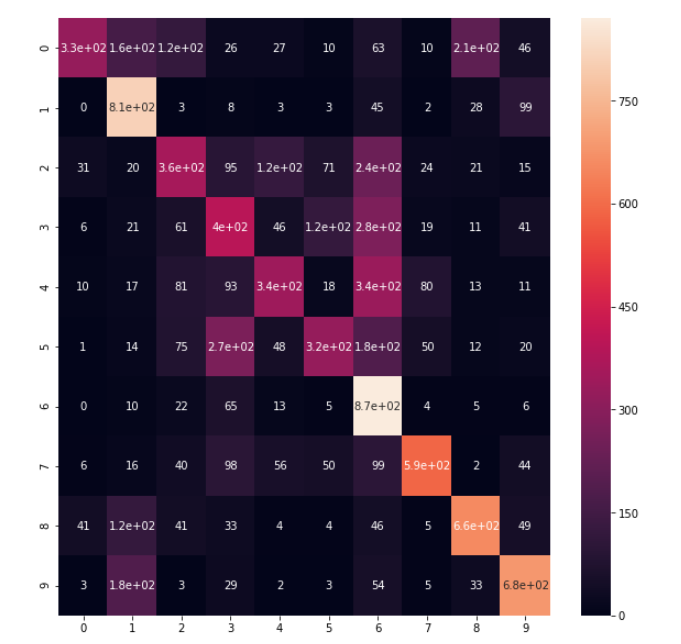 0 3.3e+02 1.6e+02 1.2e+02 26 27 10 63 10 2.1e+02 46
1 0 8.1e+02 3 8 3 3 45 2 28 99
2 31 20 3.6e+02 95 1.2e+02 71 2.4e+02 24 21 15
3 6 21 61 4e+02 46 1.2e+02 2.8e+02 19 11 41
4 10 17 81 93 3.4e+02 18 3.4e+02 80 13 11
5 1 14 75 2.7e+02 48 3.2e+02 1.8e+02 50 12 20
6 0 10 22 65 13 5 8.7e+02 4 5 6
7 6 16 40 98 56 50 99 5.9e+02 2 44
8 41 1.2e+02 41 33 4 4 46 5 6.6e+02 49
9 3 1.8e+02 3 29 2 3 54 5 33 6.8e+02
0 1 2 3 4 5 6 7 8 9
750
600
450
300
150
0